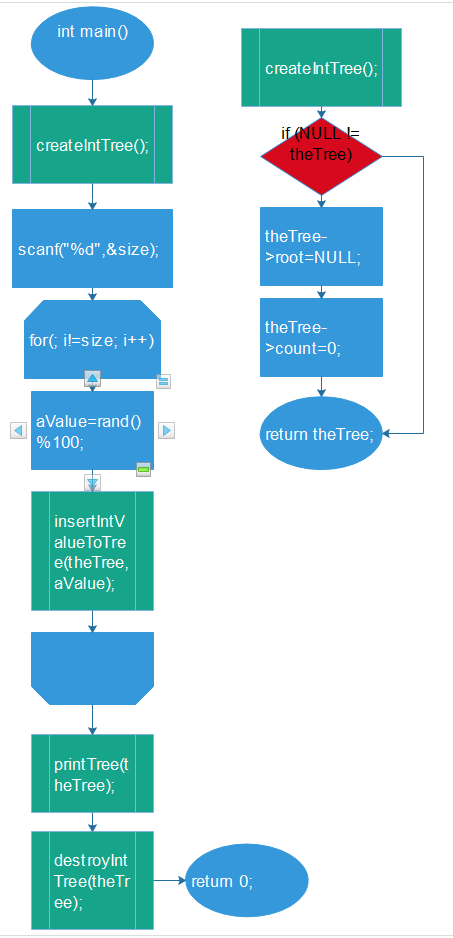 int main()
createIntTree();
scanf("%d",&size);
for(; i!=size; i++)
aValue=rand()
%100;
insertIntV
alueToTre
e(theTree,
aValue);
printTree(t
heTree);
destroyInt
Tree(theTr
ee);
return 0;
createIntTree();
if (NULL !=
theTree)
theTree-
>root=NULL;
theTree-
>count=0;
return theTree;